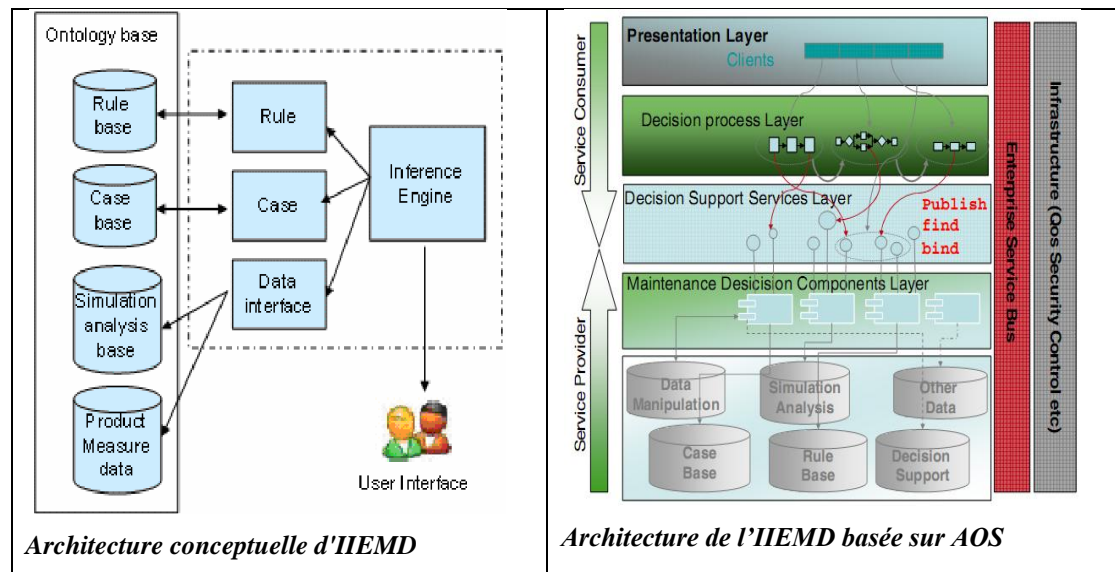 Ontology base
Rule
base
Case
base
Simulation
analysis
base
Product
Measure
data
Rule
Case
Data
interface
Inference
Engine
User Interface
Architecture conceptuelle d'IIEMD
Service Consumer
Service Provider
Presentation Layer
Clients
Decision process Layer
Decision Support Services Layer
Publish
find
bind
Maintenance Desicision Components Layer
Data
Manipulation
Simulation
Analysis
Other
Data
Case
Base
Rule
Base
Decision
Support
Enterprise Service Bus
Infrastructure (Qos Security Control etc)
Architecture de l'IIEMD basée sur AOS